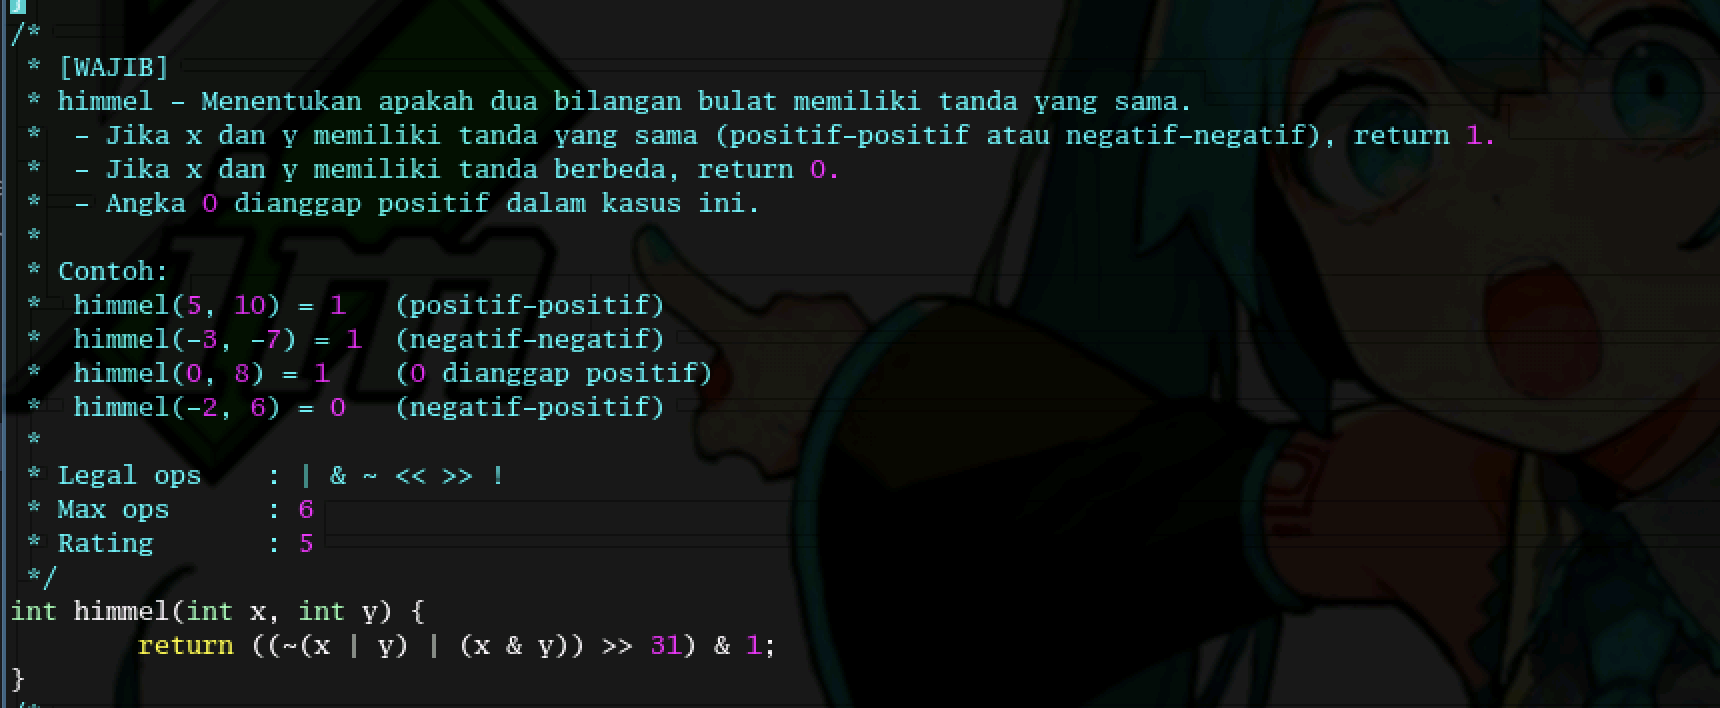 }
/*
 * [WAJIB]
 * himmel - Menentukan apakah dua bilangan bulat memiliki tanda yang sama.
 *  - Jika x dan y memiliki tanda yang sama (positif-positif atau negatif-negatif), return 1.
 *  - Jika x dan y memiliki tanda berbeda, return 0.
 *  - Angka 0 dianggap positif dalam kasus ini.
 *
 * Contoh:
 *  himmel(5, 10) = 1   (positif-positif)
 *  himmel(-3, -7) = 1  (negatif-negatif)
 *  himmel(0, 8) = 1    (0 dianggap positif)
 *  himmel(-2, 6) = 0   (negatif-positif)
 *
 * Legal ops    : | & ~ << >> !
 * Max ops      : 6
 * Rating       : 5
 */
int himmel(int x, int y) {
        return ((~(x | y) | (x & y)) >> 31) & 1;
}
/*